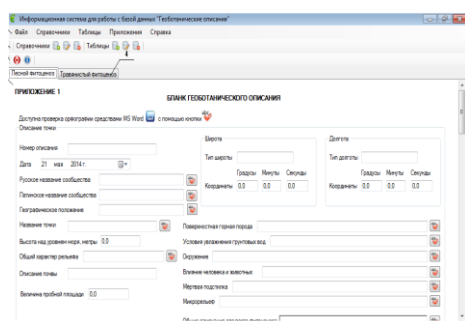 Информационная система для работы с базой данных "Геоботанические описания"
Файл Справочники Таблицы Приложения Справка
Справочники Таблицы
4
Лесной фитоценоз Травянистый фитоценоз
ПРИЛОЖЕНИЕ 1
БЛАНК ГЕОБОТАНИЧЕСКОГО ОПИСАНИЯ
Доступна проверка орфографии средствами MS Word с помощью кнопки
Описание точки
Номер описания
Дата 21 мая 2014 г.
Русское название сообщества
Латинское название сообщества
Географическое положение
Широта
Тип широты
Градусы Минуты Секунды
Координаты 0,0 0,0 0,0
Долгота
Тип долготы
Градусы Минуты Секунды
Координаты 0,0 0,0 0,0
Название точки
Высота над уровнем моря, метры 0,0
Общий характер рельефа
Описание почвы
Величина пробной площади 0,0
Поверхностная горная порода
Условия увлажнения грунтовых вод
Окружение
Влияние человека и животных
Мёртвая подстилка
Микрорельеф